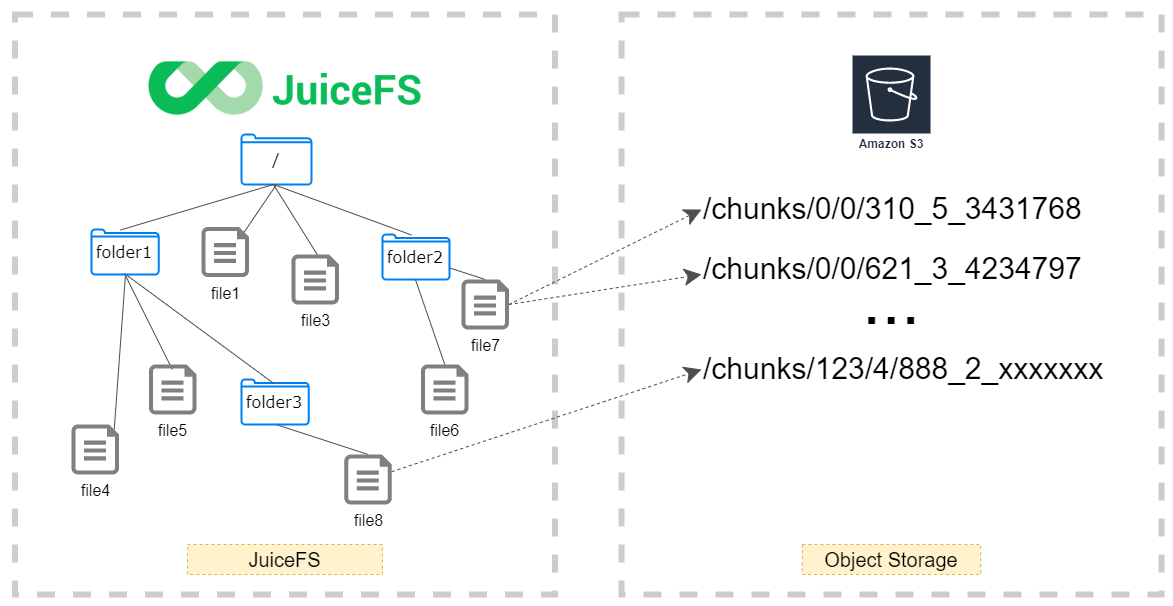 JuiceFS
/
folder1
file1
file3
folder2
file7
file5
folder3
file6
file4
file8
JuiceFS
Amazon S3
/chunks/0/0/310_5_3431768
/chunks/0/0/621_3_4234797
...
/chunks/123/4/888_2_xxxxxxx
Object Storage